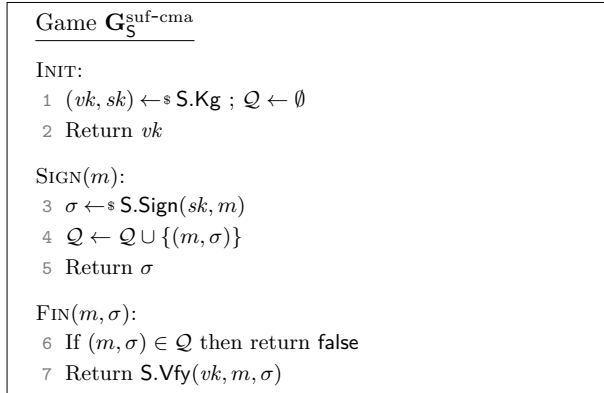 Game G_S^{suf-cma}
INIT:
1 (vk, sk) ←$ S.Kg ; Q ← ∅
2 Return vk
SIGN(m):
3 σ ←$ S.Sign(sk, m)
4 Q ← Q ∪ {(m, σ)}
5 Return σ
FIN(m, σ):
6 If (m, σ) ∈ Q then return false
7 Return S.Vfy(vk, m, σ)